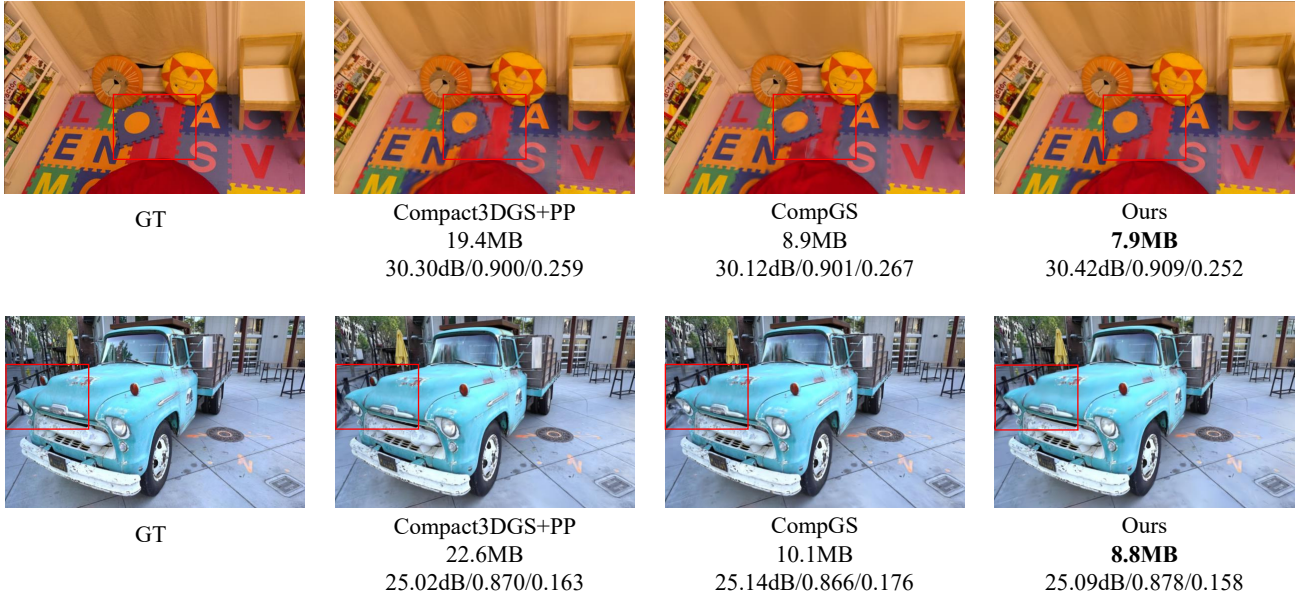 L A C
E N S V
M
GT
Compact3DGS+PP
19.4MB
30.30dB/0.900/0.259
CompGS
8.9MB
30.12dB/0.901/0.267
Ours
7.9MB
30.42dB/0.909/0.252
GT
Compact3DGS+PP
22.6MB
25.02dB/0.870/0.163
CompGS
10.1MB
25.14dB/0.866/0.176
Ours
8.8MB
25.09dB/0.878/0.158